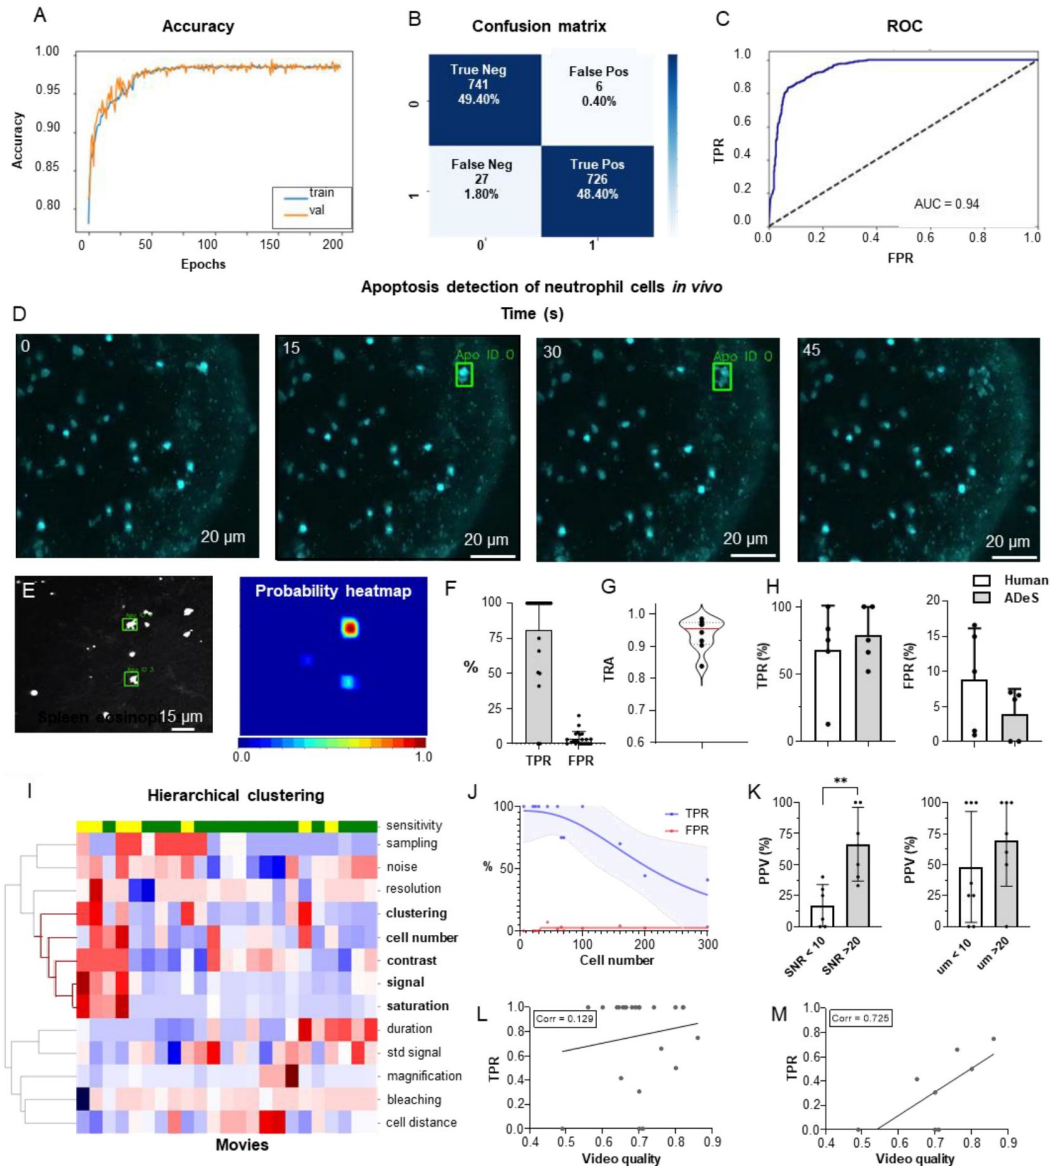 A
Accuracy
1.00
0.95
0.90
0.85
0.80
Accuracy
train
val
0
50
100
150
200
Epochs
B
Confusion matrix
True Neg
741
49.40%
False Pos
6
0.40%
False Neg
27
1.80%
True Pos
726
48.40%
0
1
0
1
C
ROC
1.0
0.8
0.6
0.4
0.2
0.0
TPR
AUC = 0.94
0.0
0.2
0.4
0.6
0.8
1.0
FPR
Apoptosis detection of neutrophil cells in vivo
D
Time (s)
0
20 µm
15
Apo ID 0
20 µm
30
Apo ID 0
20 µm
45
20 µm
E
Spleen eosinop
15 µm
Probability heatmap
0.0
1.0
F
100
75
50
25
0
%
TPR
FPR
G
1.0
0.9
0.8
0.7
0.6
TRA
H
Human
ADeS
100
50
0
TPR (%)
20
15
10
5
0
FPR (%)
I
Hierarchical clustering
sensitivity
sampling
noise
resolution
clustering
cell number
contrast
signal
saturation
duration
std signal
magnification
bleaching
cell distance
Movies
J
100
50
0
%
TPR
FPR
0
100
200
300
Cell number
K
**
100
75
50
25
0
PPV (%)
SNR < 10
SNR >20
100
75
50
25
0
PPV (%)
um < 10
um >20
L
Corr = 0.129
1.0
0.8
0.6
0.4
0.2
0.0
TPR
0.4
0.5
0.6
0.7
0.8
0.9
Video quality
M
Corr = 0.725
1.0
0.8
0.6
0.4
0.2
0.0
TPR
0.4
0.5
0.6
0.7
0.8
0.9
Video quality